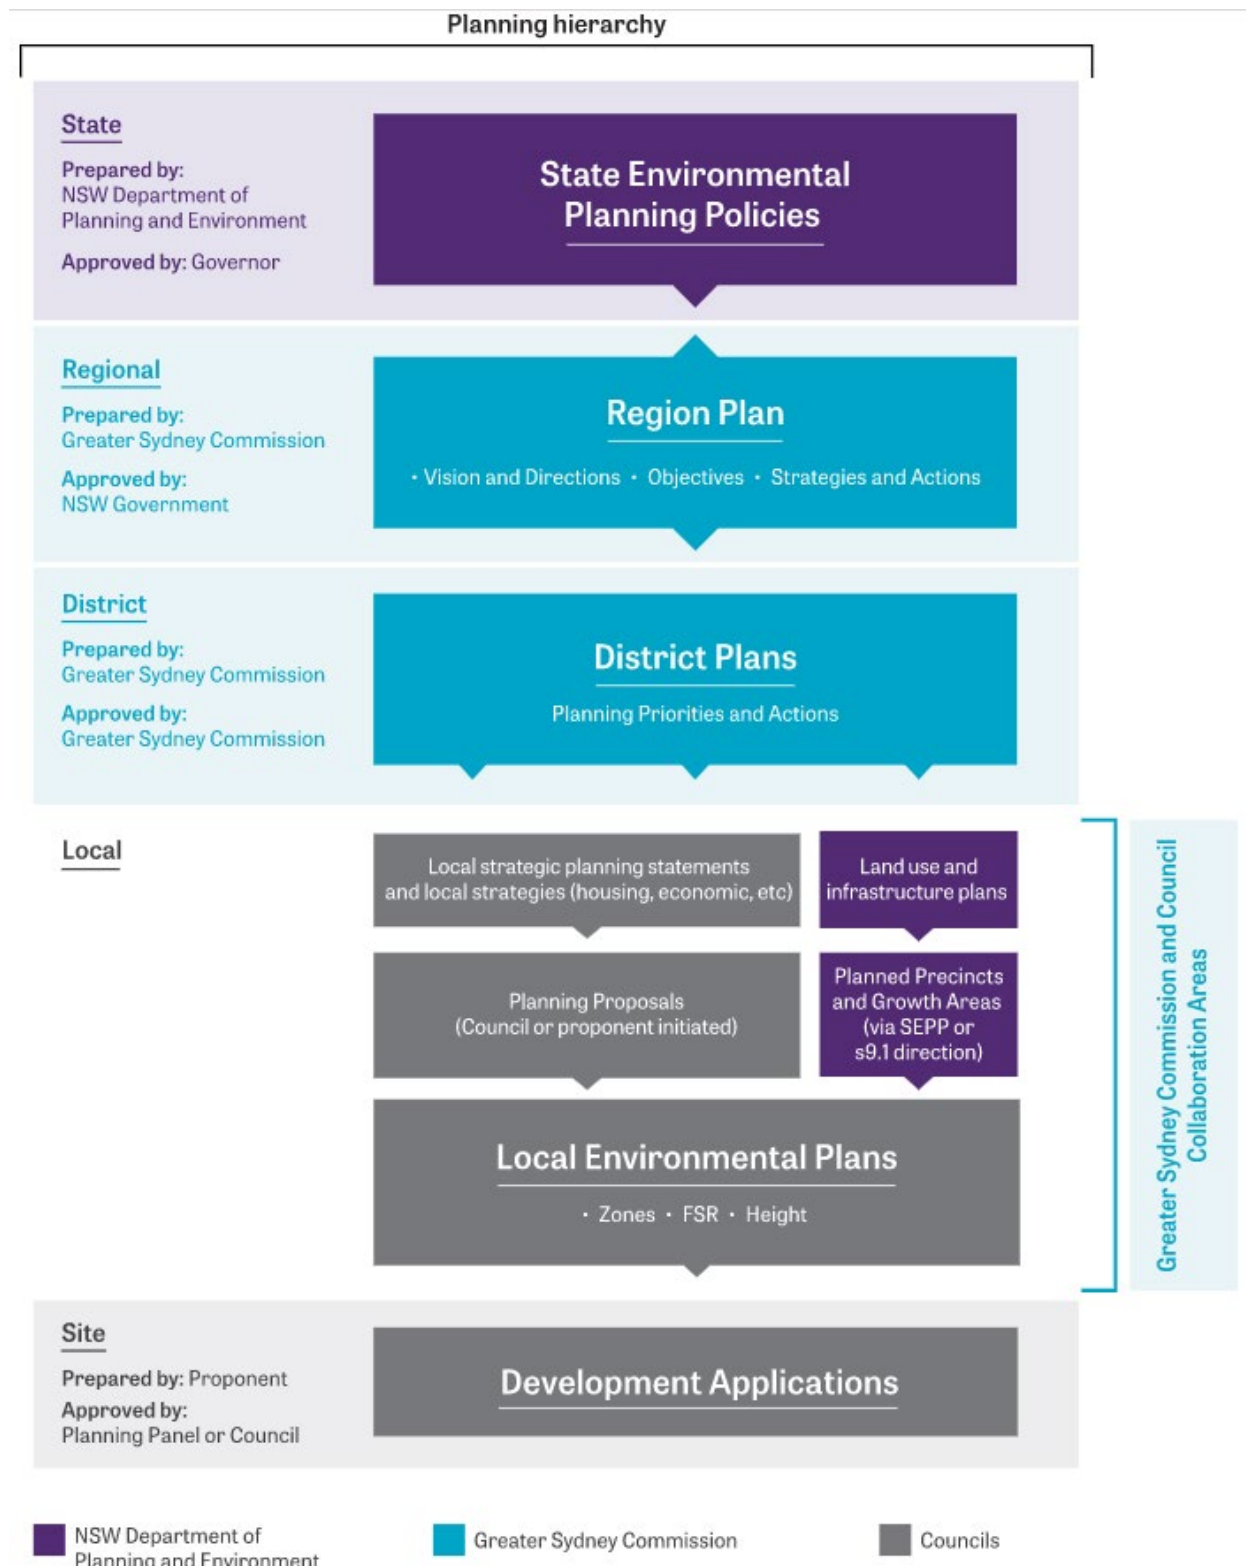 Planning hierarchy
State
Prepared by:
NSW Department of
Planning and Environment
Approved by: Governor
State Environmental
Planning Policies
Regional
Prepared by:
Greater Sydney Commission
Approved by:
NSW Government
Region Plan
• Vision and Directions • Objectives • Strategies and Actions
District
Prepared by:
Greater Sydney Commission
Approved by:
Greater Sydney Commission
District Plans
Planning Priorities and Actions
Local
Local strategic planning statements
and local strategies (housing, economic, etc)
Land use and
infrastructure plans
Planning Proposals
(Council or proponent initiated)
Planned Precincts
and Growth Areas
(via SEPP or
s9.1 direction)
Local Environmental Plans
• Zones • FSR • Height
Greater Sydney Commission and Council
Collaboration Areas
Site
Prepared by: Proponent
Approved by:
Planning Panel or Council
Development Applications
NSW Department of
Planning and Environment
Greater Sydney Commission
Councils